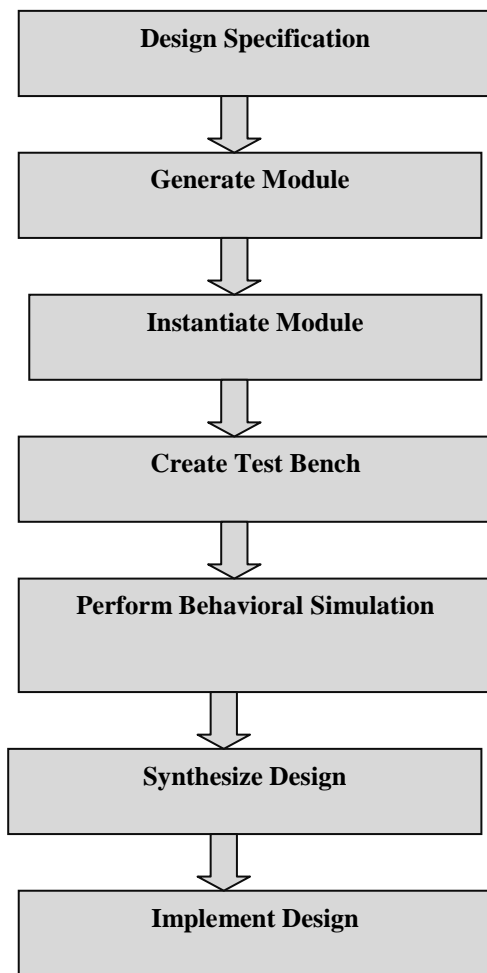 Design Specification
Generate Module
Instantiate Module
Create Test Bench
Perform Behavioral Simulation
Synthesize Design
Implement Design